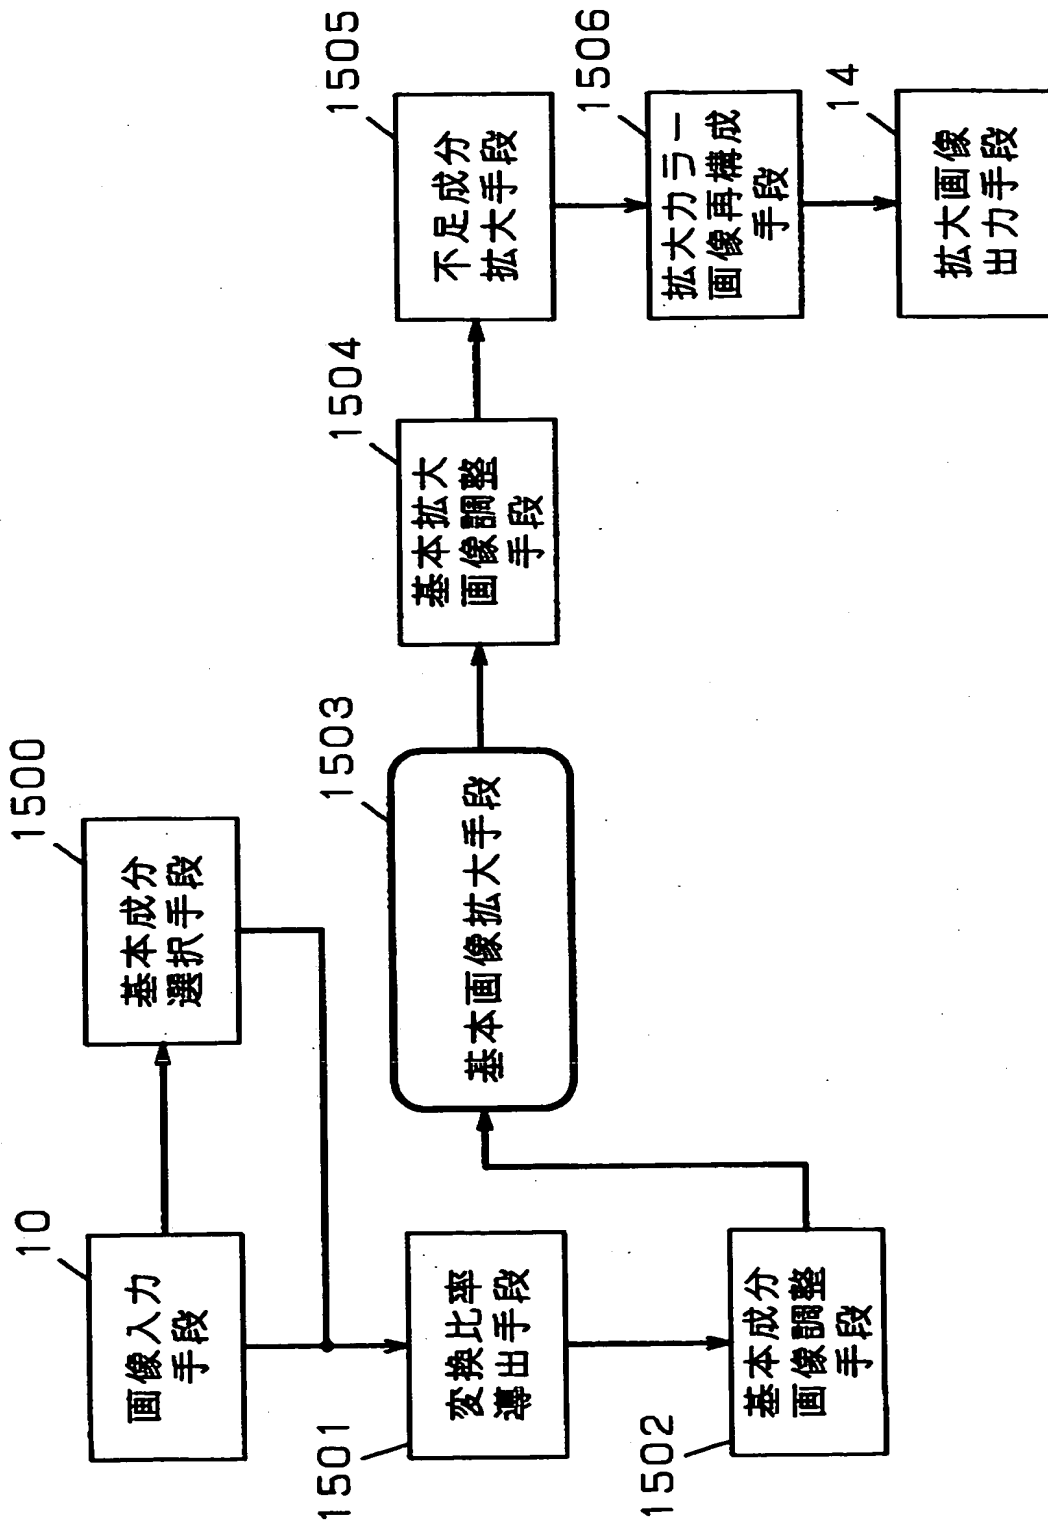 10
画像入力
手段
1500
基本成分
選択手段
1501
変換比率
導出手段
1502
基本成分
画像調整
手段
1503
基本画像拡大手段
1504
基本拡大
画像調整
手段
1505
不足成分
拡大手段
1506
拡大カラー
画像再構成
手段
14
拡大画像
出力手段